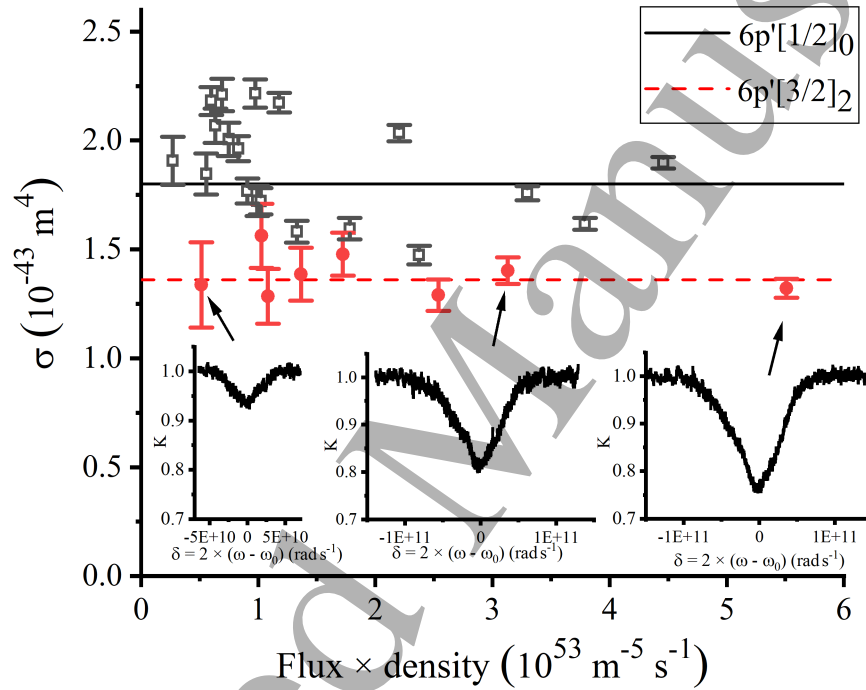 2.5
2.0
1.5
1.0
0.5
0.0
σ (10⁻⁴³ m⁴)
6p'[1/2]₀
6p'[3/2]₂
1.0
0.9
0.8
0.7
K
-5E+10 0 5E+10
δ = 2 × (ω - ω₀) (rad s⁻¹)
1.0
0.9
0.8
0.7
K
-1E+11 0 1E+11
δ = 2 × (ω - ω₀) (rad s⁻¹)
1.0
0.9
0.8
0.7
K
-1E+11 0 1E+11
δ = 2 × (ω - ω₀) (rad s⁻¹)
0 1 2 3 4 5 6
Flux × density (10⁵³ m⁻⁵ s⁻¹)
d Manus